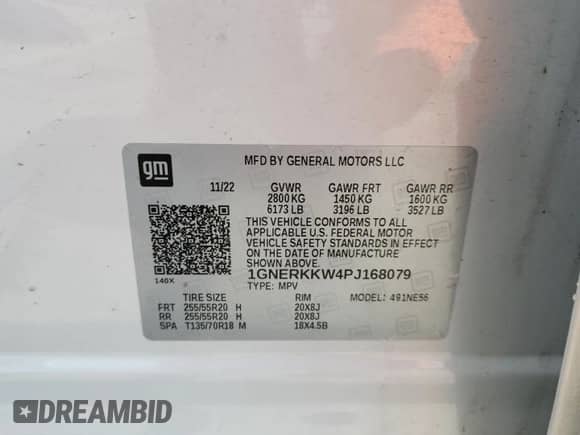 gm
MFD BY GENERAL MOTORS LLC
11/22 GVWR GAWR FRT GAWR RR
2800 KG 1450 KG 1600 KG
6173 LB 3196 LB 3527 LB
THIS VEHICLE CONFORMS TO ALL
APPLICABLE U.S. FEDERAL MOTOR
VEHICLE SAFETY STANDARDS IN EFFECT
ON THE DATE OF MANUFACTURE
SHOWN ABOVE.
1GNERKKW4PJ168079
140X
TYPE: MPV
TIRE SIZE RIM MODEL: 491NE56
FRT 255/55R20 H 20X8J
RR 255/55R20 H 20X8J
SPA T135/70R18 M 18X4.5B
DREAMBID